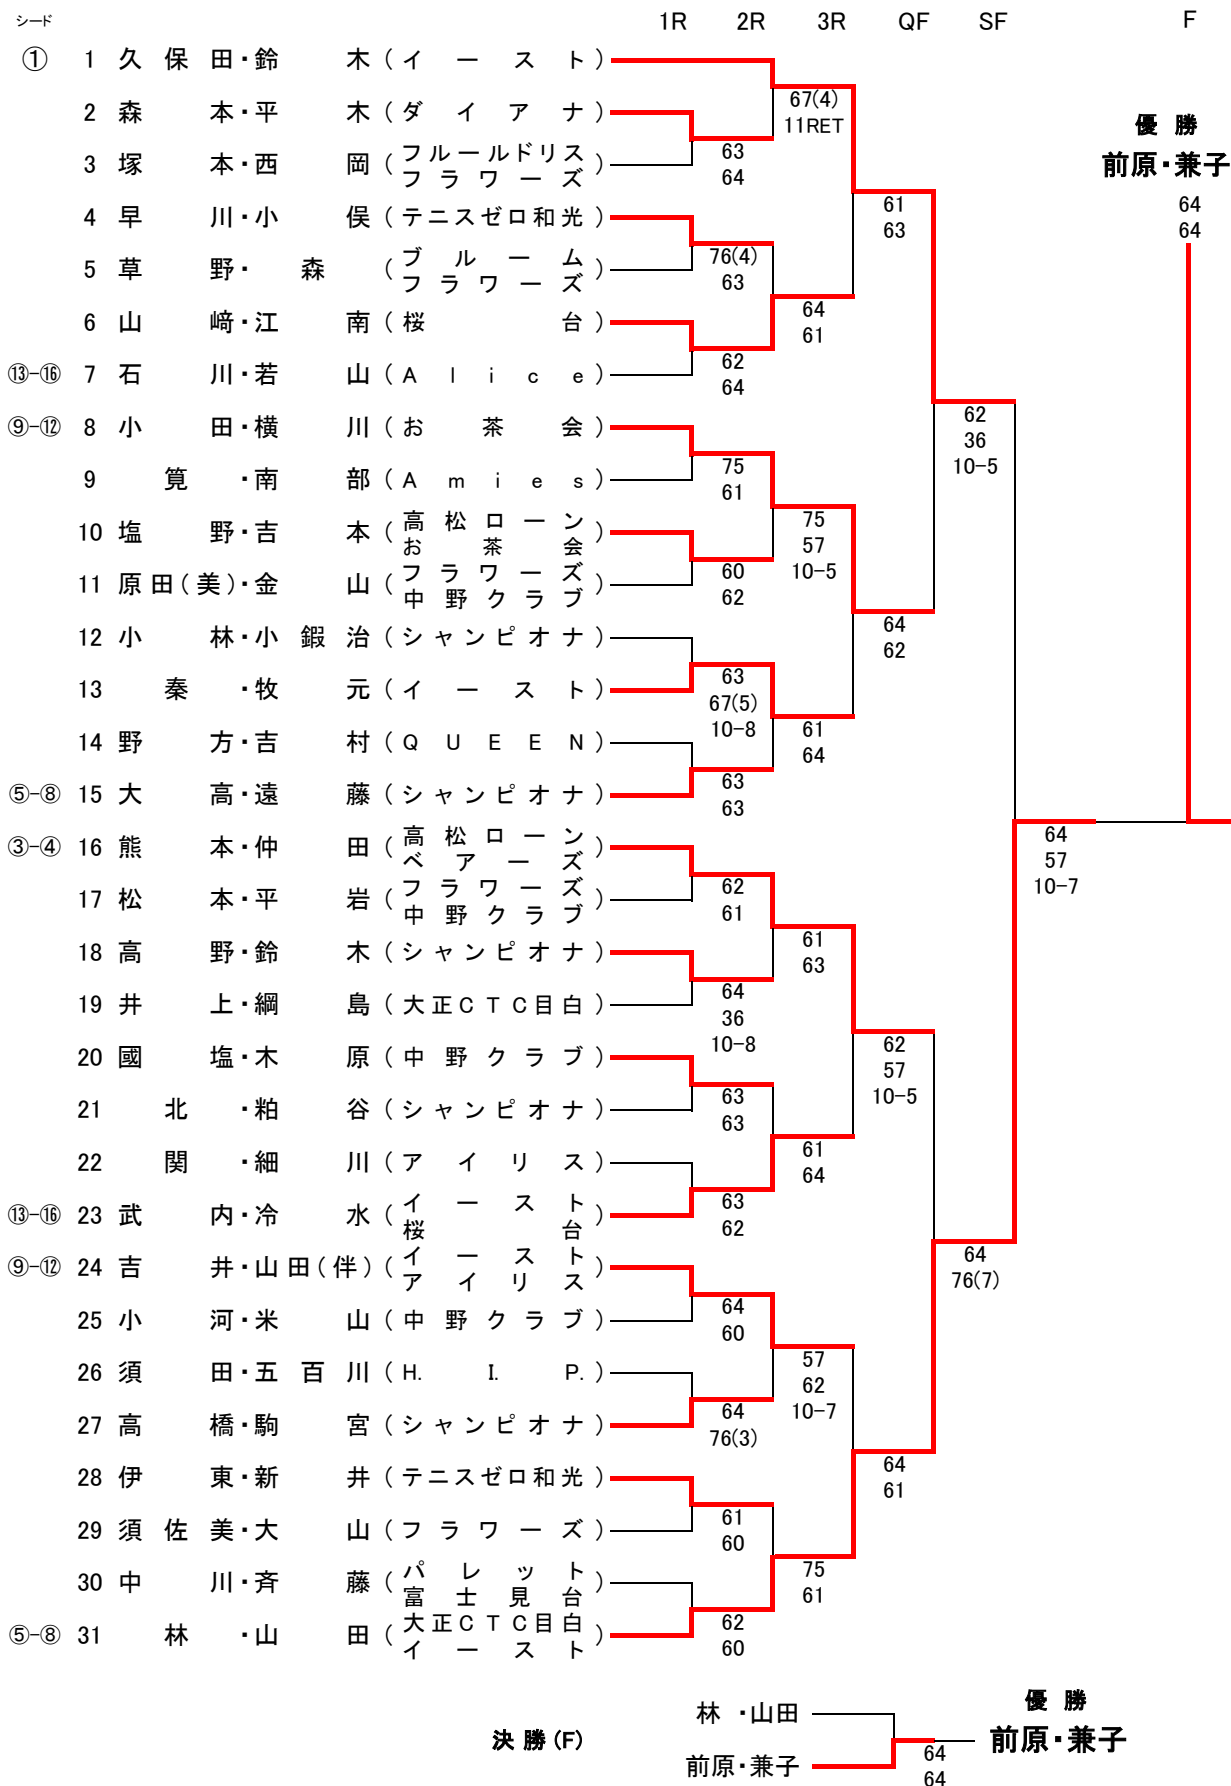 シード 1R 2R 3R QF SF F
① 1 久保田・鈴木（イースト）
67(4)
2 森本・平木（ダイアナ）
11RET
優勝
63
3 塚本・西岡（フルールドリス フラワーズ）
前原・兼子
64
4 早川・小俣（テニスゼロ和光）
61 64
63 64
76(4)
5 草野・森（ブルーム フラワーズ）
63
64
6 山﨑・江南（桜台）
61
62
⑬-⑯ 7 石川・若山（Alice）
64
⑨-⑫ 8 小田・横川（お茶会）
62
36
10-5
75
9 筧・南部（Amies）
61
10 塩野・吉本（高松ローン お茶会）
75
57
10-5
60
11 原田(美)・金山（フラワーズ 中野クラブ）
62
12 小林・小鍜治（シャンピオナ）
64
62
63
13 秦・牧元（イースト）
67(5)
10-8
61
64
14 野方・吉村（QUEEN）
63
⑤-⑧ 15 大高・遠藤（シャンピオナ）
63
③-④ 16 熊本・仲田（高松ローン ベアーズ）
64
57
10-7
62
17 松本・平岩（フラワーズ 中野クラブ）
61
18 高野・鈴木（シャンピオナ）
61
63
64
19 井上・綱島（大正CTC目白）
36
10-8
20 國塩・木原（中野クラブ）
62
57
10-5
63
21 北・粕谷（シャンピオナ）
63
22 関・細川（アイリス）
61
64
63
⑬-⑯ 23 武内・冷水（イースト 桜台）
62
⑨-⑫ 24 吉井・山田(伴)（イースト アイリス）
64
76(7)
64
25 小河・米山（中野クラブ）
60
26 須田・五百川（H.I.P.）
57
62
10-7
64
27 高橋・駒宮（シャンピオナ）
76(3)
28 伊東・新井（テニスゼロ和光）
64
61
61
29 須佐美・大山（フラワーズ）
60
30 中川・斉藤（パレット 富士見台）
75
61
62
⑤-⑧ 31 林・山田（大正CTC目白 イースト）
60
林・山田
優勝
決勝(F)
前原・兼子
前原・兼子
64
64